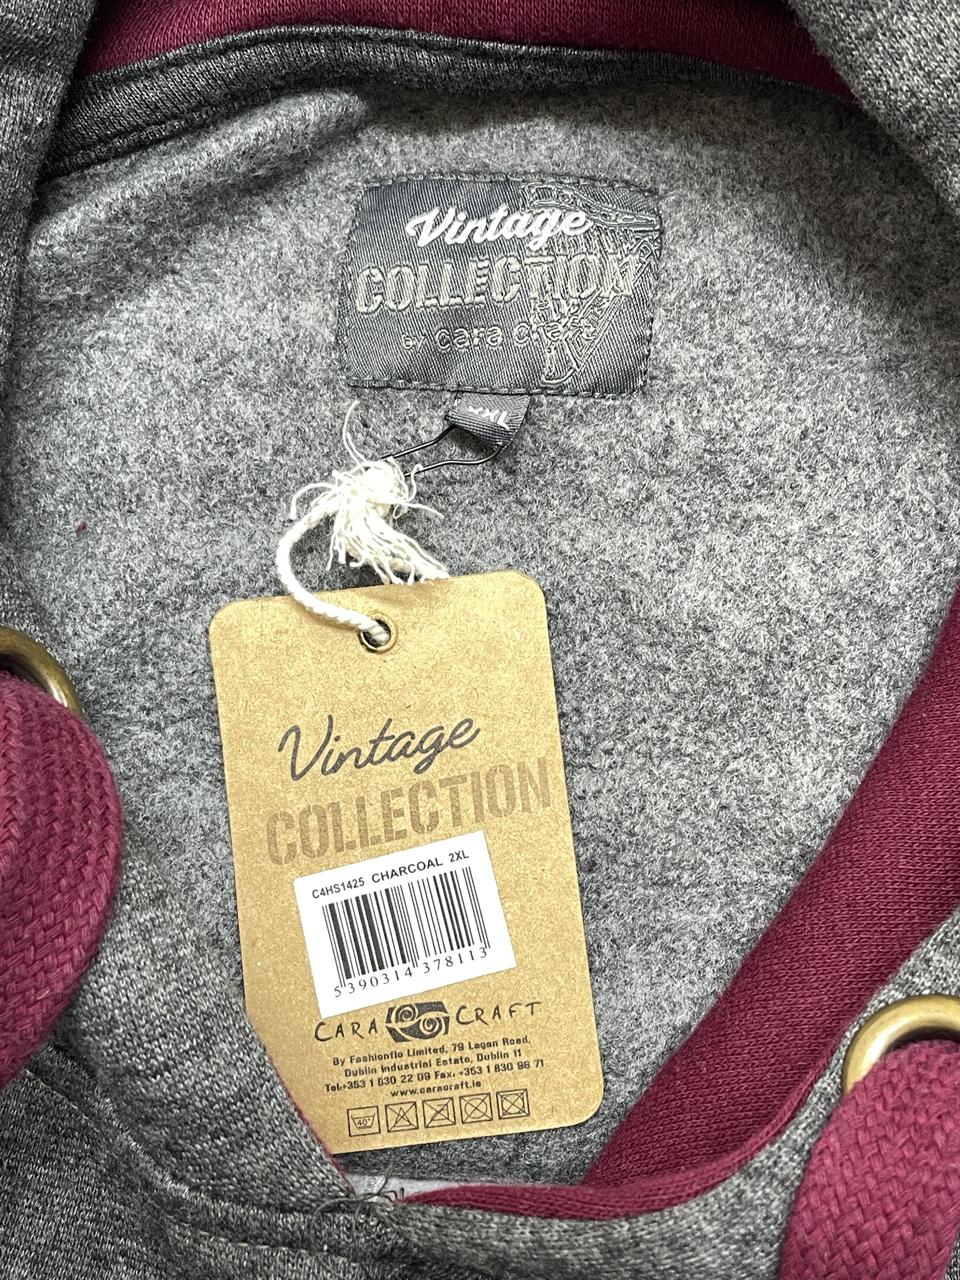 Vintage
COLLECTION
BY cara craft
2XL
Vintage
COLLECTION
C4HS1425 CHARCOAL 2XL
5 390314 378113
CARA CRAFT
By Fashionflo Limited, 79 Lagan Road,
Dublin Industrial Estate, Dublin 11
Tel:+353 1 830 22 09 Fax. +353 1 830 96 71
www.caracraft.ie
40°